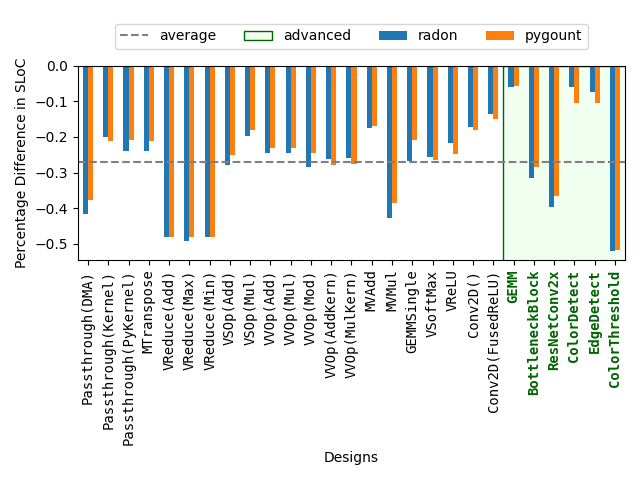 average advanced radon pygount
Percentage Difference in SLoC
0.0
−0.1
−0.2
−0.3
−0.4
−0.5
Passthrough(DMA)
Passthrough(Kernel)
Passthrough(PyKernel)
MTranspose
VReduce(Add)
VReduce(Max)
VReduce(Min)
VSOp(Add)
VSOp(Mul)
VVOp(Add)
VVOp(Mul)
VVOp(Mod)
VVOp(AddKern)
VVOp(MulKern)
MVAdd
MVMul
GEMMSingle
VSoftMax
VReLU
Conv2D()
Conv2D(FusedReLU)
GEMM
BottleneckBlock
ResNetConv2x
ColorDetect
EdgeDetect
ColorThreshold
Designs